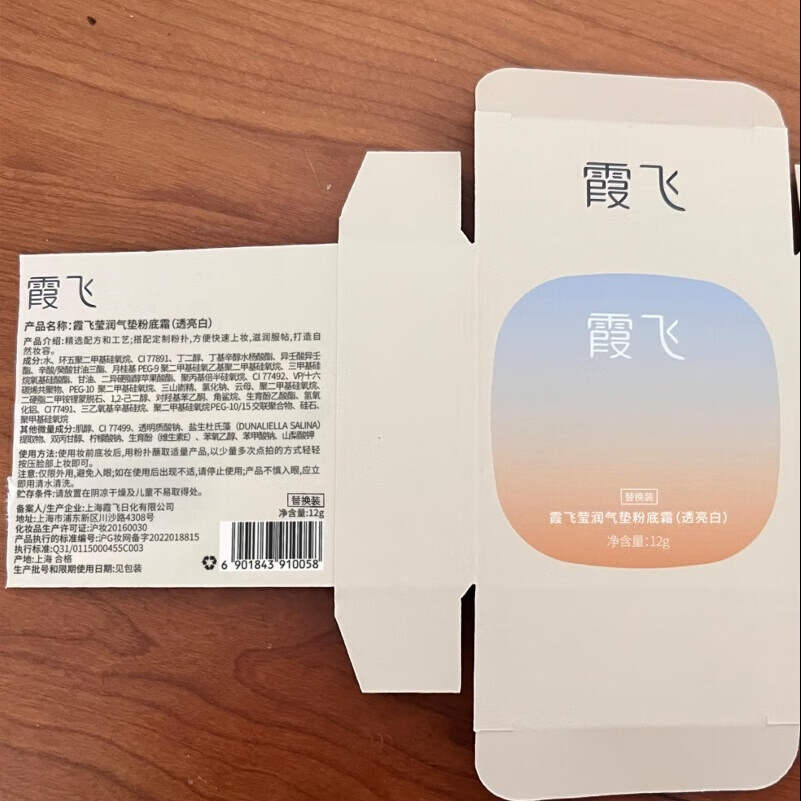 霞飞
产品名称：霞飞莹润气垫粉底霜（透亮白）
产品介绍：精选配方和工艺；搭配定制粉扑，方便快速上妆，滋润服帖，打造自
然妆容。
成分：水、环五聚二甲基硅氧烷、CI 77891、丁二醇、丁基辛醇水杨酸酯、异壬酸异壬
酯、辛酸/癸酸甘油三酯、月桂基 PEG-9 聚二甲基硅氧乙基聚二甲基硅氧烷、三甲基硅
烷氧基硅酸酯、甘油、二异硬脂醇苹果酸酯、聚丙基倍半硅氧烷、CI 77492、VP/十六
碳烯共聚物、PEG-10 聚二甲基硅氧烷、三山嵛精、氯化钠、云母、聚二甲基硅氧烷、
二硬脂二甲铵锂蒙脱石、1,2-己二醇、对羟基苯乙酮、角鲨烷、生育酚乙酸酯、氢氧
化铝、CI 77491、三乙氧基辛基硅烷、聚二甲基硅氧烷 PEG-10/15 交联聚合物、硅石、
聚甲基硅氧烷
其他微量成分：肌醇、CI 77499、透明质酸钠、盐生杜氏藻（DUNALIELLA SALINA）
提取物、双丙甘醇、柠檬酸钠、生育酚（维生素E）、苯氧乙醇、苯甲酸钠、山梨酸钾
使用方法：使用妆前底妆后，用粉扑蘸取适量产品，以少量多次点拍的方式轻轻
按压脸部上妆即可。
注意：仅限外用，避免入眼；如在使用后出现不适，请停止使用；产品不慎入眼，应立
即用清水清洗。
贮存条件：请放置在阴凉干燥及儿童不易取得处。
备案人/生产企业：上海霞飞日化有限公司
地址：上海市浦东新区川沙路4308号
化妆品生产许可证：沪妆20160030
产品执行的标准编号：沪G妆网备字2022018815
执行标准：Q31/0115000455C003
产地：上海 合格
生产批号和限期使用日期：见包装
替换装
净含量：12g
6 901843 910058
霞飞
霞飞
替换装
霞飞莹润气垫粉底霜（透亮白）
净含量：12g